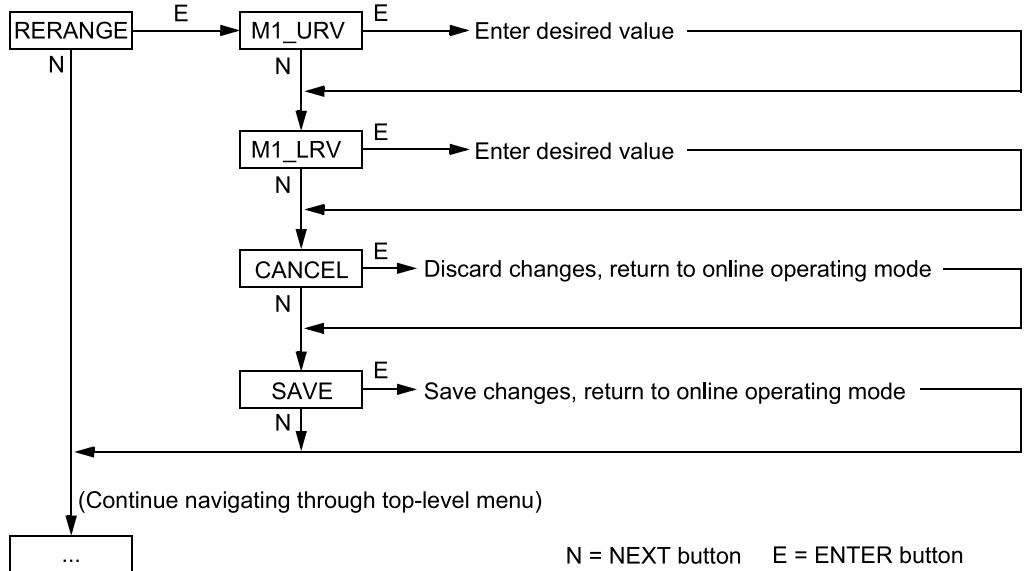 RERANGE E M1_URV E Enter desired value
N N
M1_LRV E Enter desired value
N
CANCEL E Discard changes, return to online operating mode
N
SAVE E Save changes, return to online operating mode
N
(Continue navigating through top-level menu)
... N = NEXT button E = ENTER button